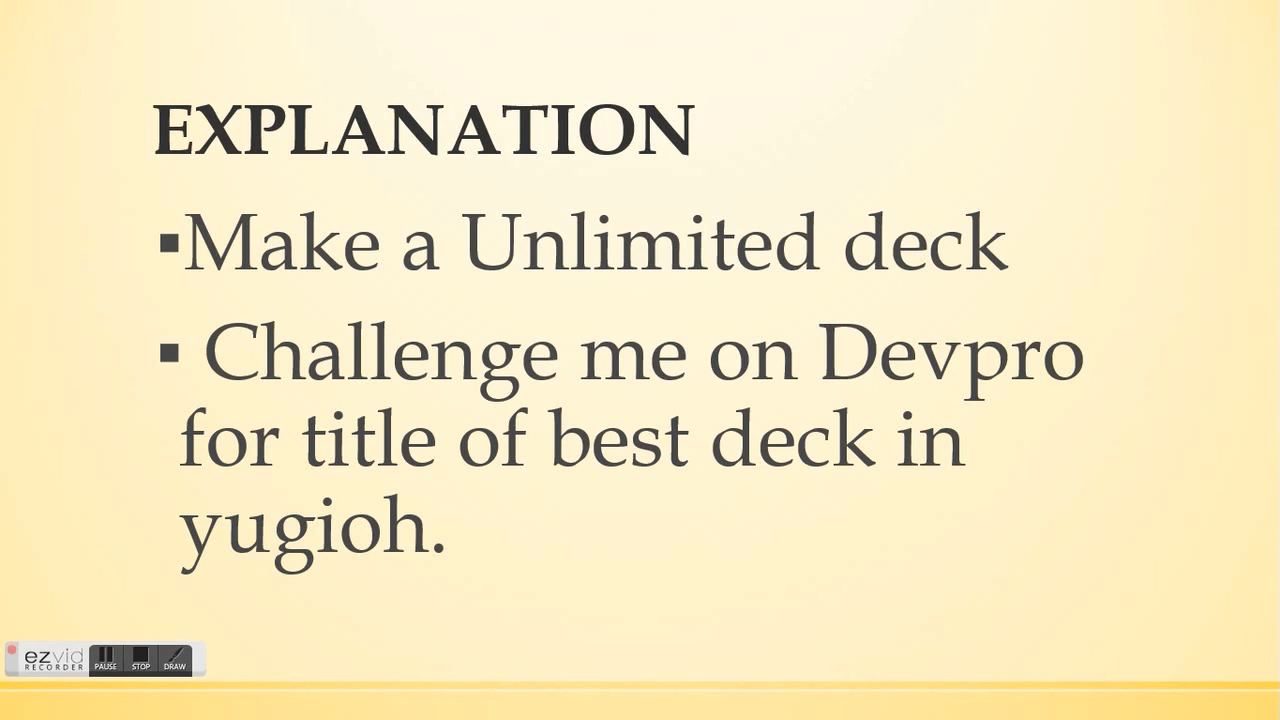 EXPLANATION
▪Make a Unlimited deck
▪ Challenge me on Devpro
for title of best deck in
yugioh.
ezvid
RECORDER
PAUSE
STOP
DRAW